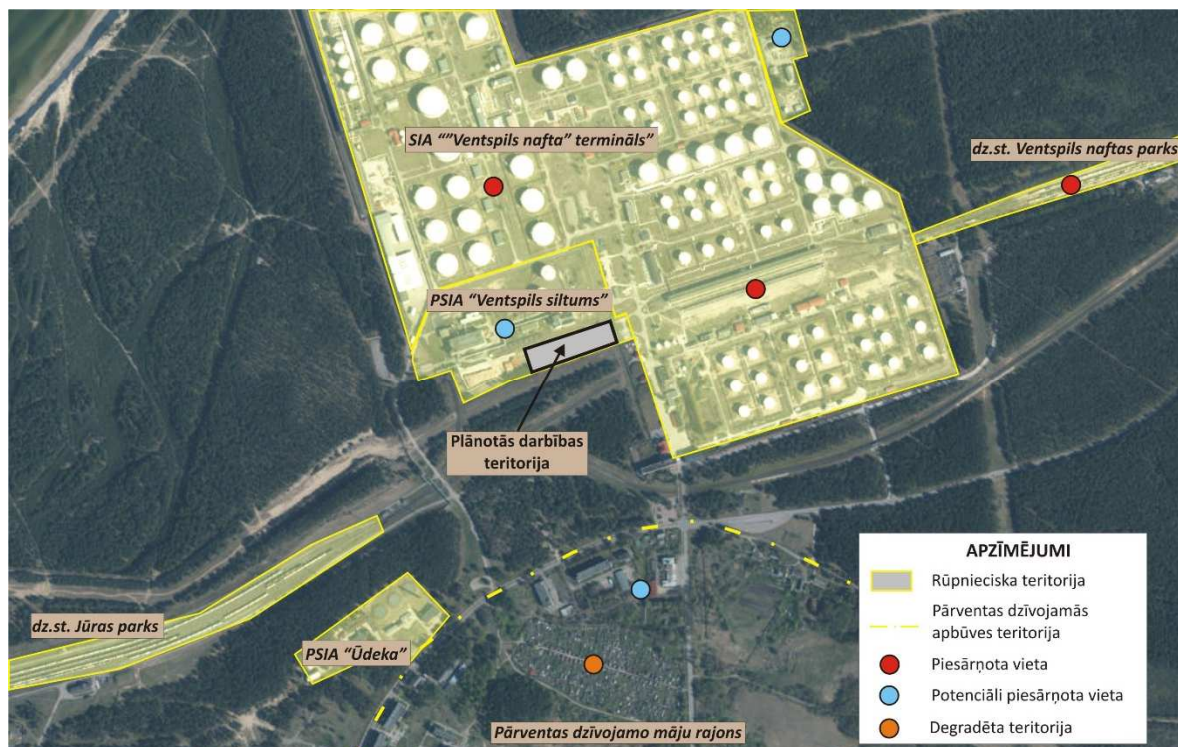 SIA “”Ventspils nafta” termināls”
dz.st. Ventspils naftas parks
PSIA “Ventspils siltums”
Plānotās darbības
teritorija
dz.st. Jūras parks
PSIA “Ūdeka”
Pārventas dzīvojamo māju rajons
APZĪMĒJUMI
Rūpnieciska teritorija
Pārventas dzīvojamās
apbūves teritorija
Piesārņota vieta
Potenciāli piesārņota vieta
Degradēta teritorija